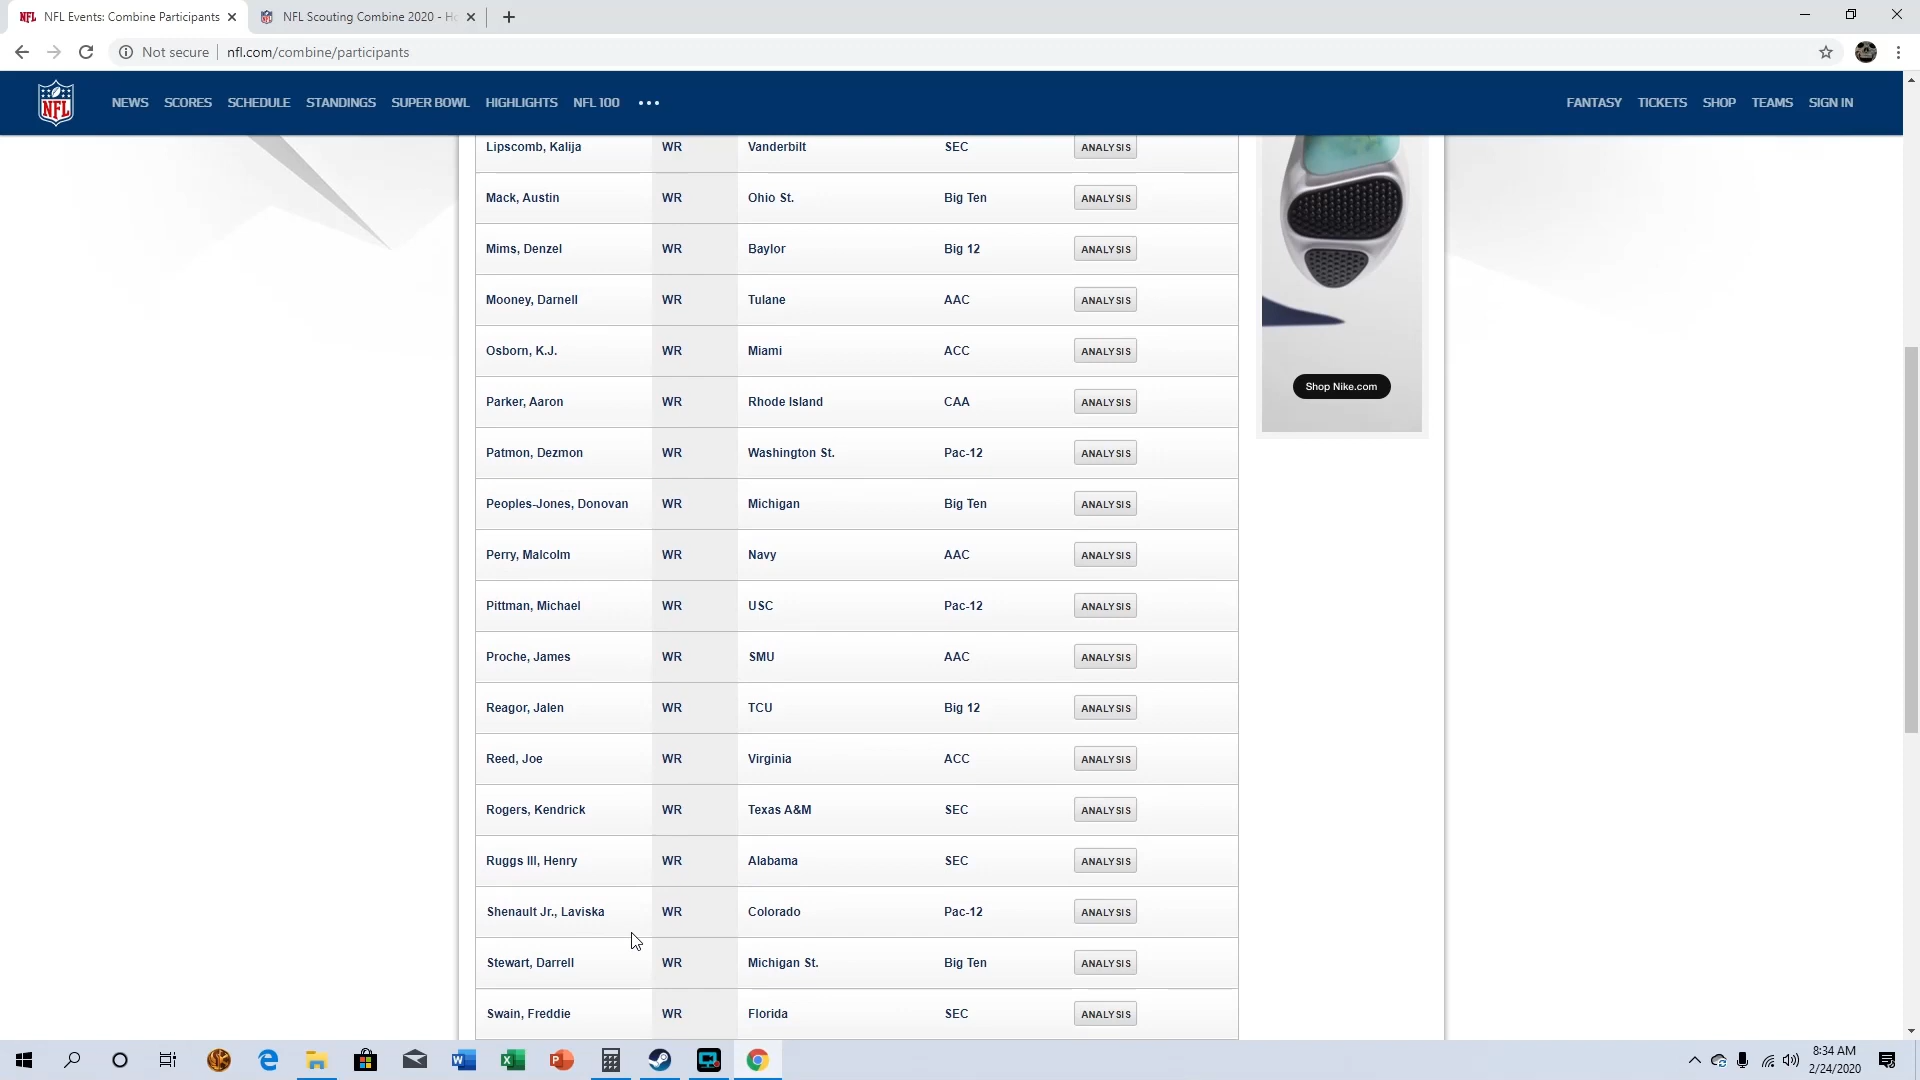 NFL Events: Combine Participants
NFL Scouting Combine 2020 - Ho
Not secure nfl.com/combine/participants
NFL
NEWS SCORES SCHEDULE STANDINGS SUPER BOWL HIGHLIGHTS NFL 100 ••• FANTASY TICKETS SHOP TEAMS SIGN IN
Lipscomb, Kalija WR Vanderbilt SEC ANALYSIS
Mack, Austin WR Ohio St. Big Ten ANALYSIS
Mims, Denzel WR Baylor Big 12 ANALYSIS
Mooney, Darnell WR Tulane AAC ANALYSIS
Osborn, K.J. WR Miami ACC ANALYSIS
Shop Nike.com
Parker, Aaron WR Rhode Island CAA ANALYSIS
Patmon, Dezmon WR Washington St. Pac-12 ANALYSIS
Peoples-Jones, Donovan WR Michigan Big Ten ANALYSIS
Perry, Malcolm WR Navy AAC ANALYSIS
Pittman, Michael WR USC Pac-12 ANALYSIS
Proche, James WR SMU AAC ANALYSIS
Reagor, Jalen WR TCU Big 12 ANALYSIS
Reed, Joe WR Virginia ACC ANALYSIS
Rogers, Kendrick WR Texas A&M SEC ANALYSIS
Ruggs III, Henry WR Alabama SEC ANALYSIS
Shenault Jr., Laviska WR Colorado Pac-12 ANALYSIS
Stewart, Darrell WR Michigan St. Big Ten ANALYSIS
Swain, Freddie WR Florida SEC ANALYSIS
8:34 AM
2/24/2020